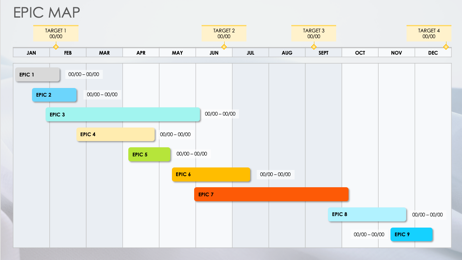 EPIC MAP
TARGET 1
00/00
TARGET 2
00/00
TARGET 3
00/00
TARGET 4
00/00
JAN FEB MAR APR MAY JUN JUL AUG SEP OCT NOV DEC
EPIC 1 00/00 – 00/00
EPIC 2 00/00 – 00/00
EPIC 3 00/00 – 00/00
EPIC 4 00/00 – 00/00
EPIC 5 00/00 – 00/00
EPIC 6 00/00 – 00/00
EPIC 7
EPIC 8 00/00 – 00/00
00/00 – 00/00 EPIC 9